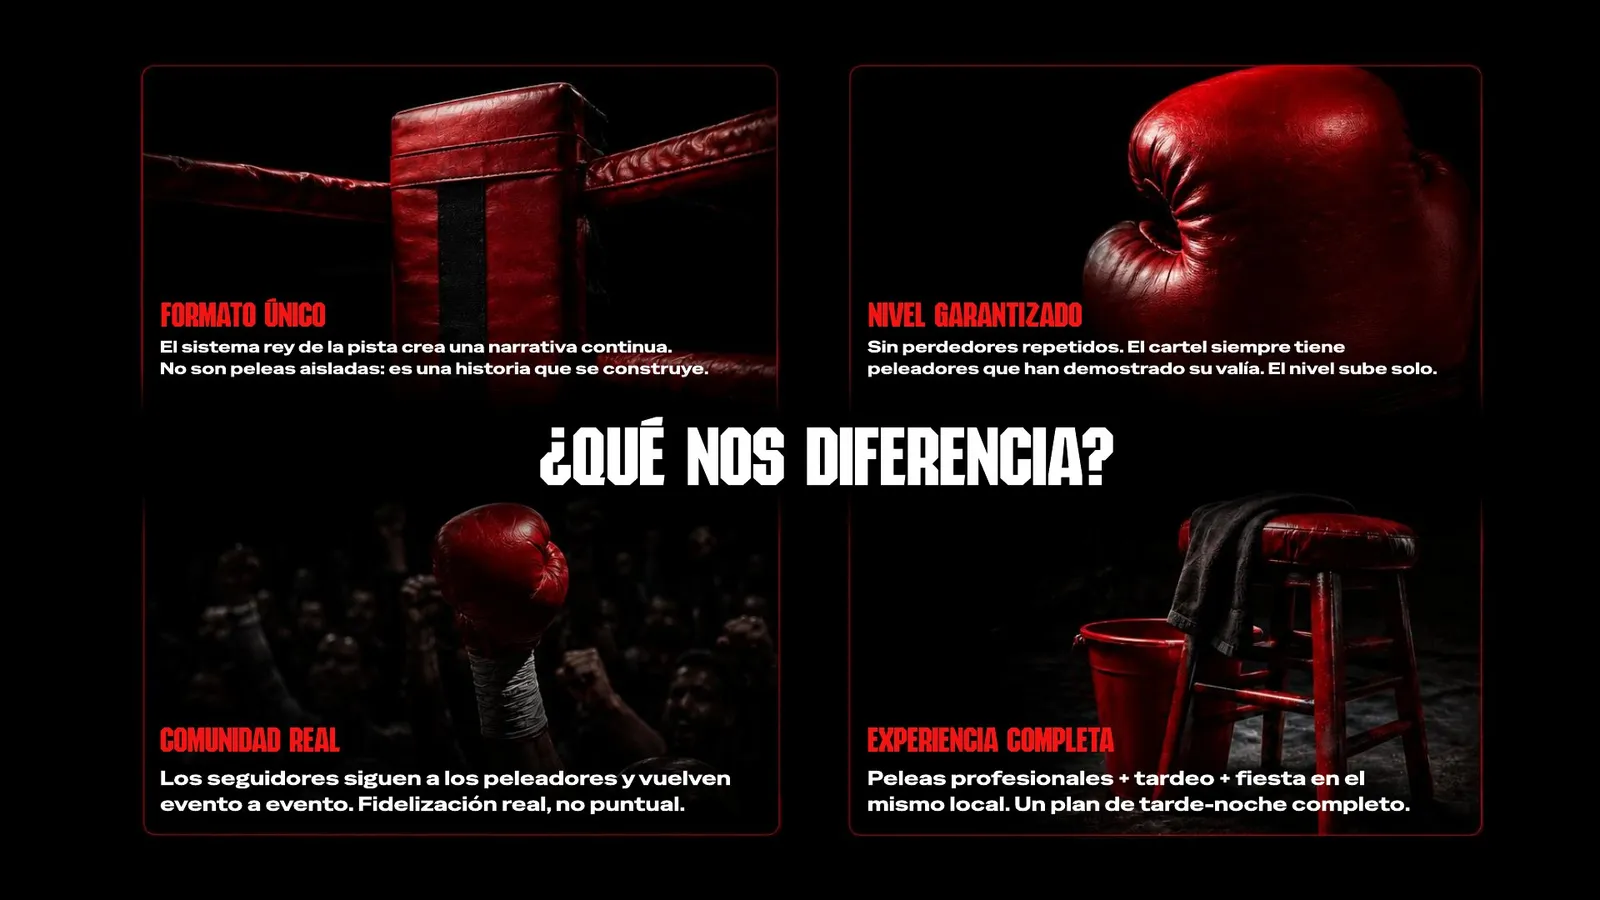 FORMATO ÚNICO
El sistema rey de la pista crea una narrativa continua.
No son peleas aisladas: es una historia que se construye.
NIVEL GARANTIZADO
Sin perdedores repetidos. El cartel siempre tiene
peleadores que han demostrado su valía. El nivel sube solo.
¿QUÉ NOS DIFERENCIA?
COMUNIDAD REAL
Los seguidores siguen a los peleadores y vuelven
evento a evento. Fidelización real, no puntual.
EXPERIENCIA COMPLETA
Peleas profesionales + tardeo + fiesta en el
mismo local. Un plan de tarde-noche completo.